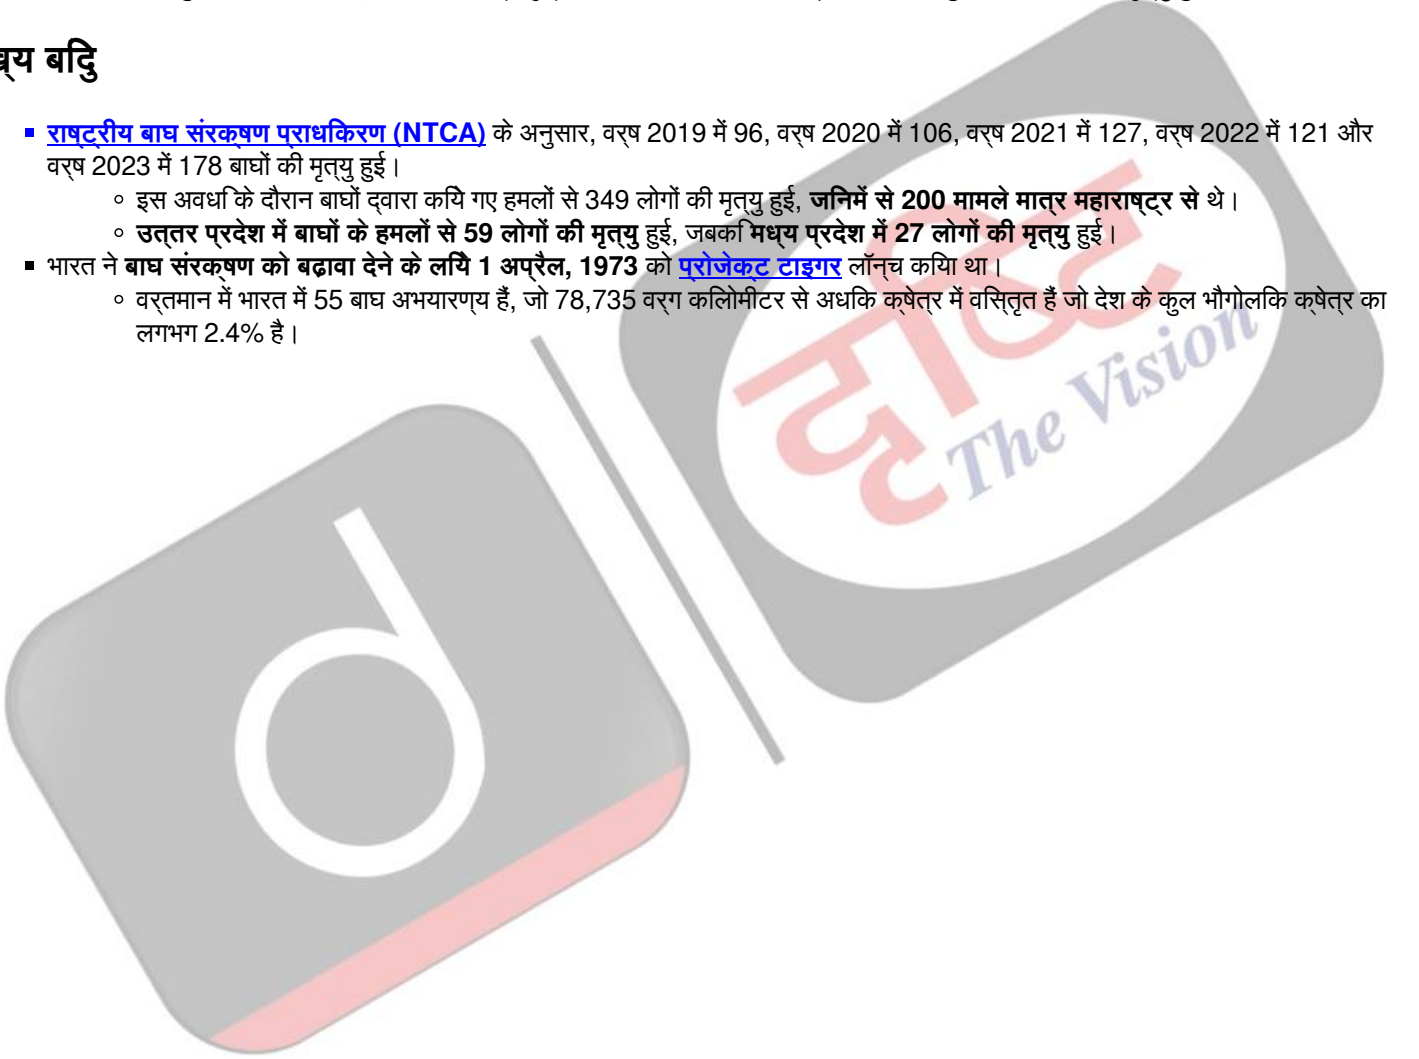 बिंदु
राष्ट्रीय बाघ संरक्षण प्राधिकरण (NTCA) के अनुसार, वर्ष 2019 में 96, वर्ष 2020 में 106, वर्ष 2021 में 127, वर्ष 2022 में 121 और
वर्ष 2023 में 178 बाघों की मृत्यु हुई।
इस अवधि के दौरान बाघों द्वारा किये गए हमलों से 349 लोगों की मृत्यु हुई, जिनमें से 200 मामले मात्र महाराष्ट्र से थे।
उत्तर प्रदेश में बाघों के हमलों से 59 लोगों की मृत्यु हुई, जबकि मध्य प्रदेश में 27 लोगों की मृत्यु हुई।
भारत ने बाघ संरक्षण को बढ़ावा देने के लिये 1 अप्रैल, 1973 को प्रोजेक्ट टाइगर लॉन्च किया था।
वर्तमान में भारत में 55 बाघ अभयारण्य हैं, जो 78,735 वर्ग किलोमीटर से अधिक क्षेत्र में विस्तृत हैं जो देश के कुल भौगोलिक क्षेत्र का
लगभग 2.4% है।
दृष्टि
The Vision
d